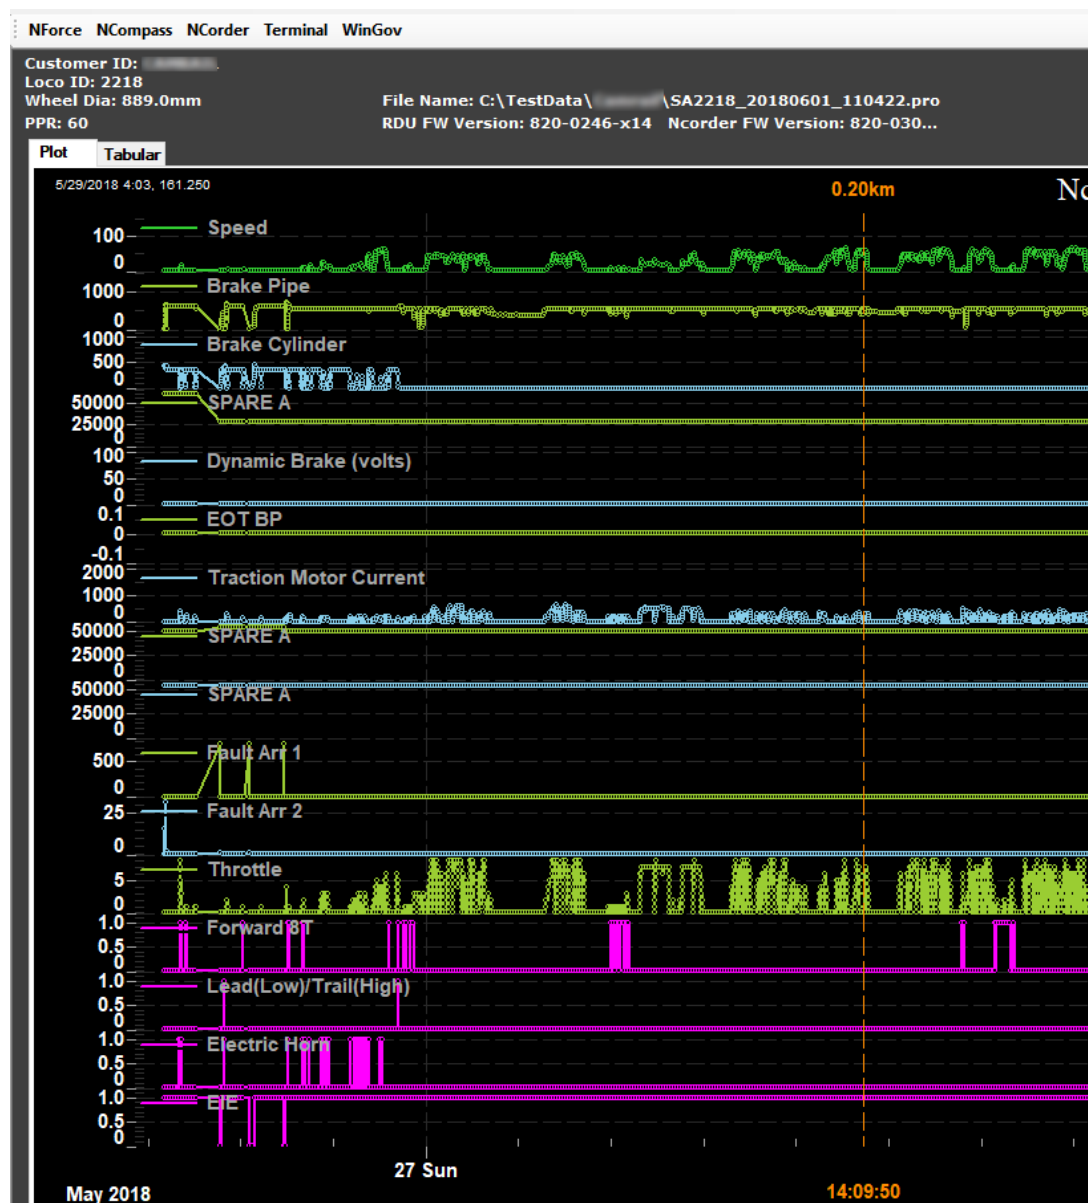 NForce NCompass NCorder Terminal WinGov
Customer ID:
Loco ID: 2218
Wheel Dia: 889.0mm File Name: C:\TestData\ \SA2218_20180601_110422.pro
PPR: 60 RDU FW Version: 820-0246-x14 Ncorder FW Version: 820-030...
Plot Tabular
5/29/2018 4:03, 161.250 0.20km Nc
Speed
100
0
Brake Pipe
1000
0
Brake Cylinder
1000
500
0
SPARE A
50000
25000
0
Dynamic Brake (volts)
100
50
0
EOT BP
0.1
0
-0.1
Traction Motor Current
2000
1000
0
SPARE A
50000
25000
0
SPARE A
50000
25000
0
Fault Arr 1
500
0
Fault Arr 2
25
0
Throttle
5
0
Forward 8T
1.0
0.5
0
Lead(Low)/Trail(High)
1.0
0.5
0
Electric Horn
1.0
0.5
0
EIE
1.0
0.5
0
27 Sun
May 2018 14:09:50